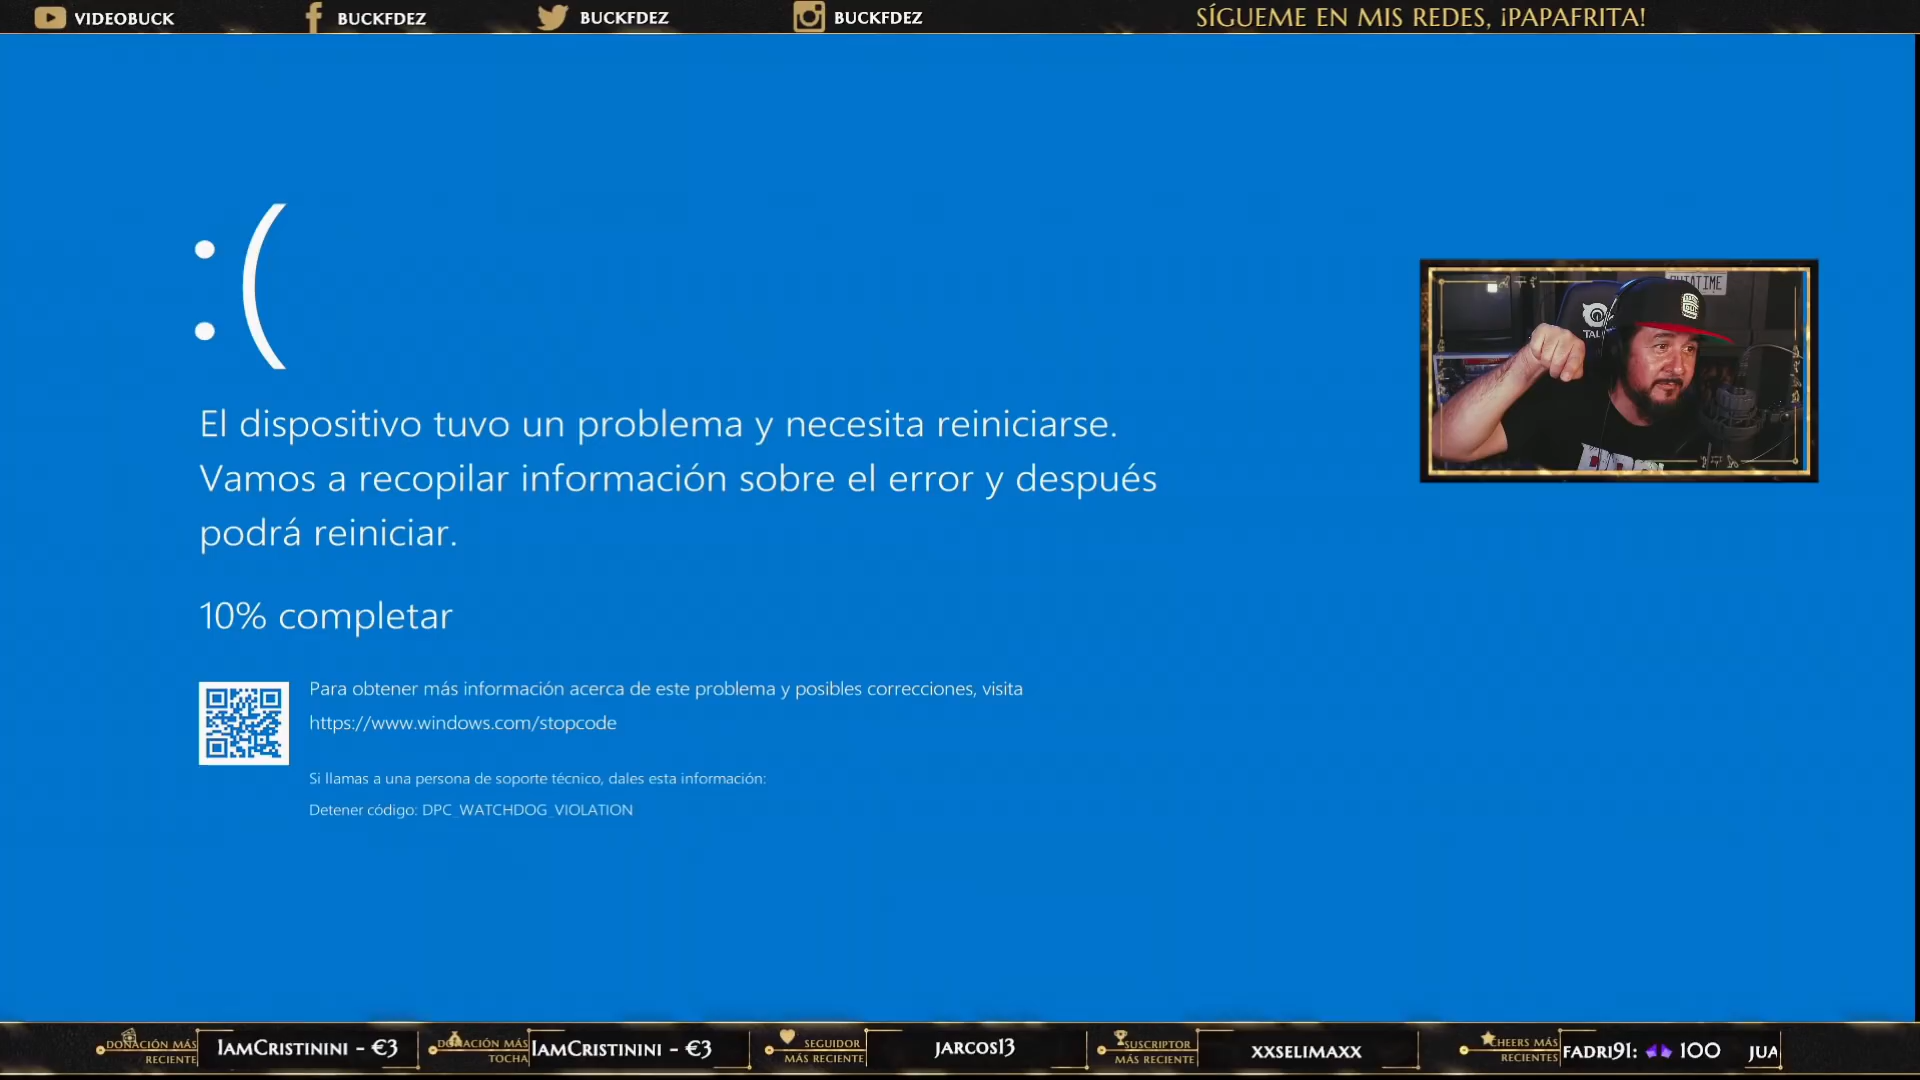 VIDEOBUCK
BUCKFDEZ
BUCKFDEZ
BUCKFDEZ
SÍGUEME EN MIS REDES, ¡PAPAFRITA!
:(
El dispositivo tuvo un problema y necesita reiniciarse.
Vamos a recopilar información sobre el error y después
podrá reiniciar.
10% completar
Para obtener más información acerca de este problema y posibles correcciones, visita
https://www.windows.com/stopcode
Si llamas a una persona de soporte técnico, dales esta información:
Detener código: DPC_WATCHDOG_VIOLATION
DONACIÓN MÁS
RECIENTE
IAMCRISTININI - €3
DONACIÓN MÁS
TOCHA
IAMCRISTININI - €3
SEGUIDOR
MÁS RECIENTE
JARCOS13
SUSCRIPTOR
MÁS RECIENTE
XXSELIMAXX
CHEERS MÁS
RECIENTES
FADRI91: 100 JUA